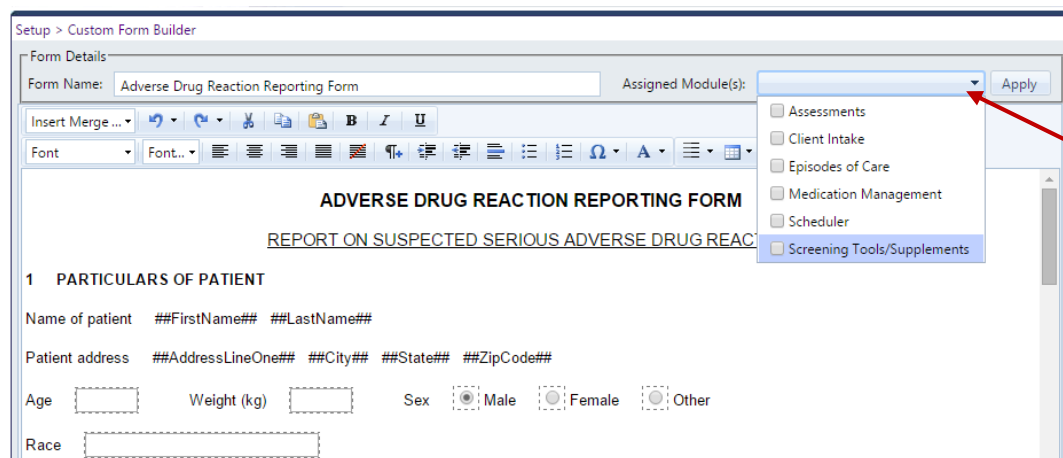 Setup > Custom Form Builder
Form Details
Form Name: Adverse Drug Reaction Reporting Form Assigned Module(s): Apply
Insert Merge ... B I U
Font Font... Ω A
Assessments
Client Intake
Episodes of Care
Medication Management
Scheduler
Screening Tools/Supplements
ADVERSE DRUG REACTION REPORTING FORM
REPORT ON SUSPECTED SERIOUS ADVERSE DRUG REAC
1 PARTICULARS OF PATIENT
Name of patient ##FirstName## ##LastName##
Patient address ##AddressLineOne## ##City## ##State## ##ZipCode##
Age Weight (kg) Sex Male Female Other
Race